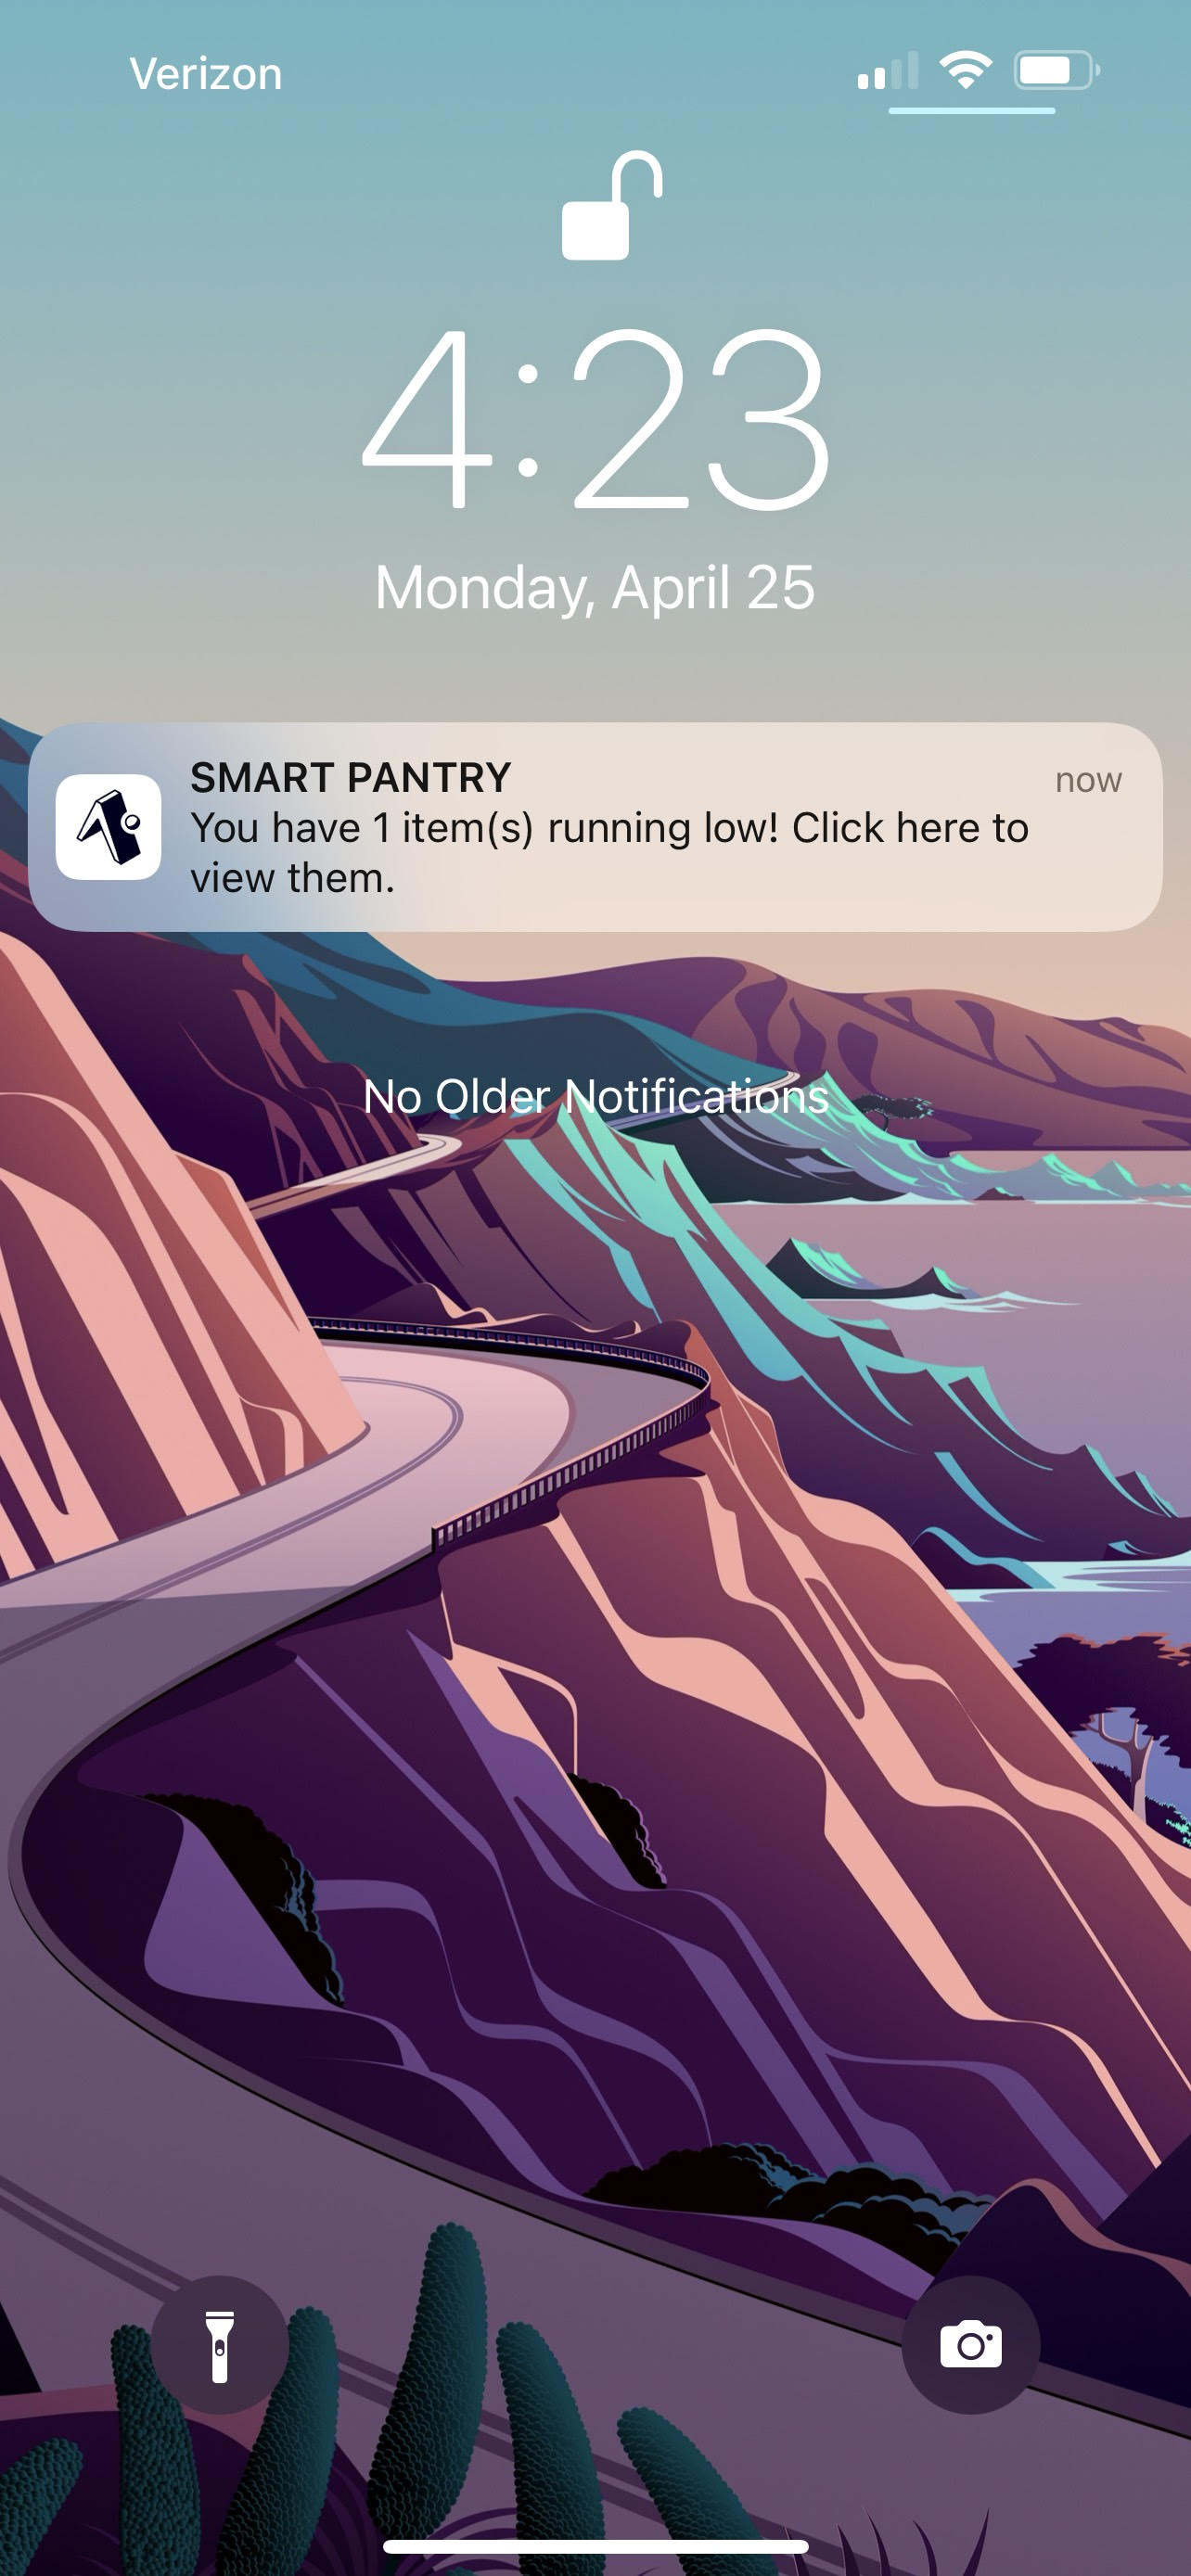 Verizon
4:23
Monday, April 25
SMART PANTRY
now
You have 1 item(s) running low! Click here to
view them.
No Older Notifications